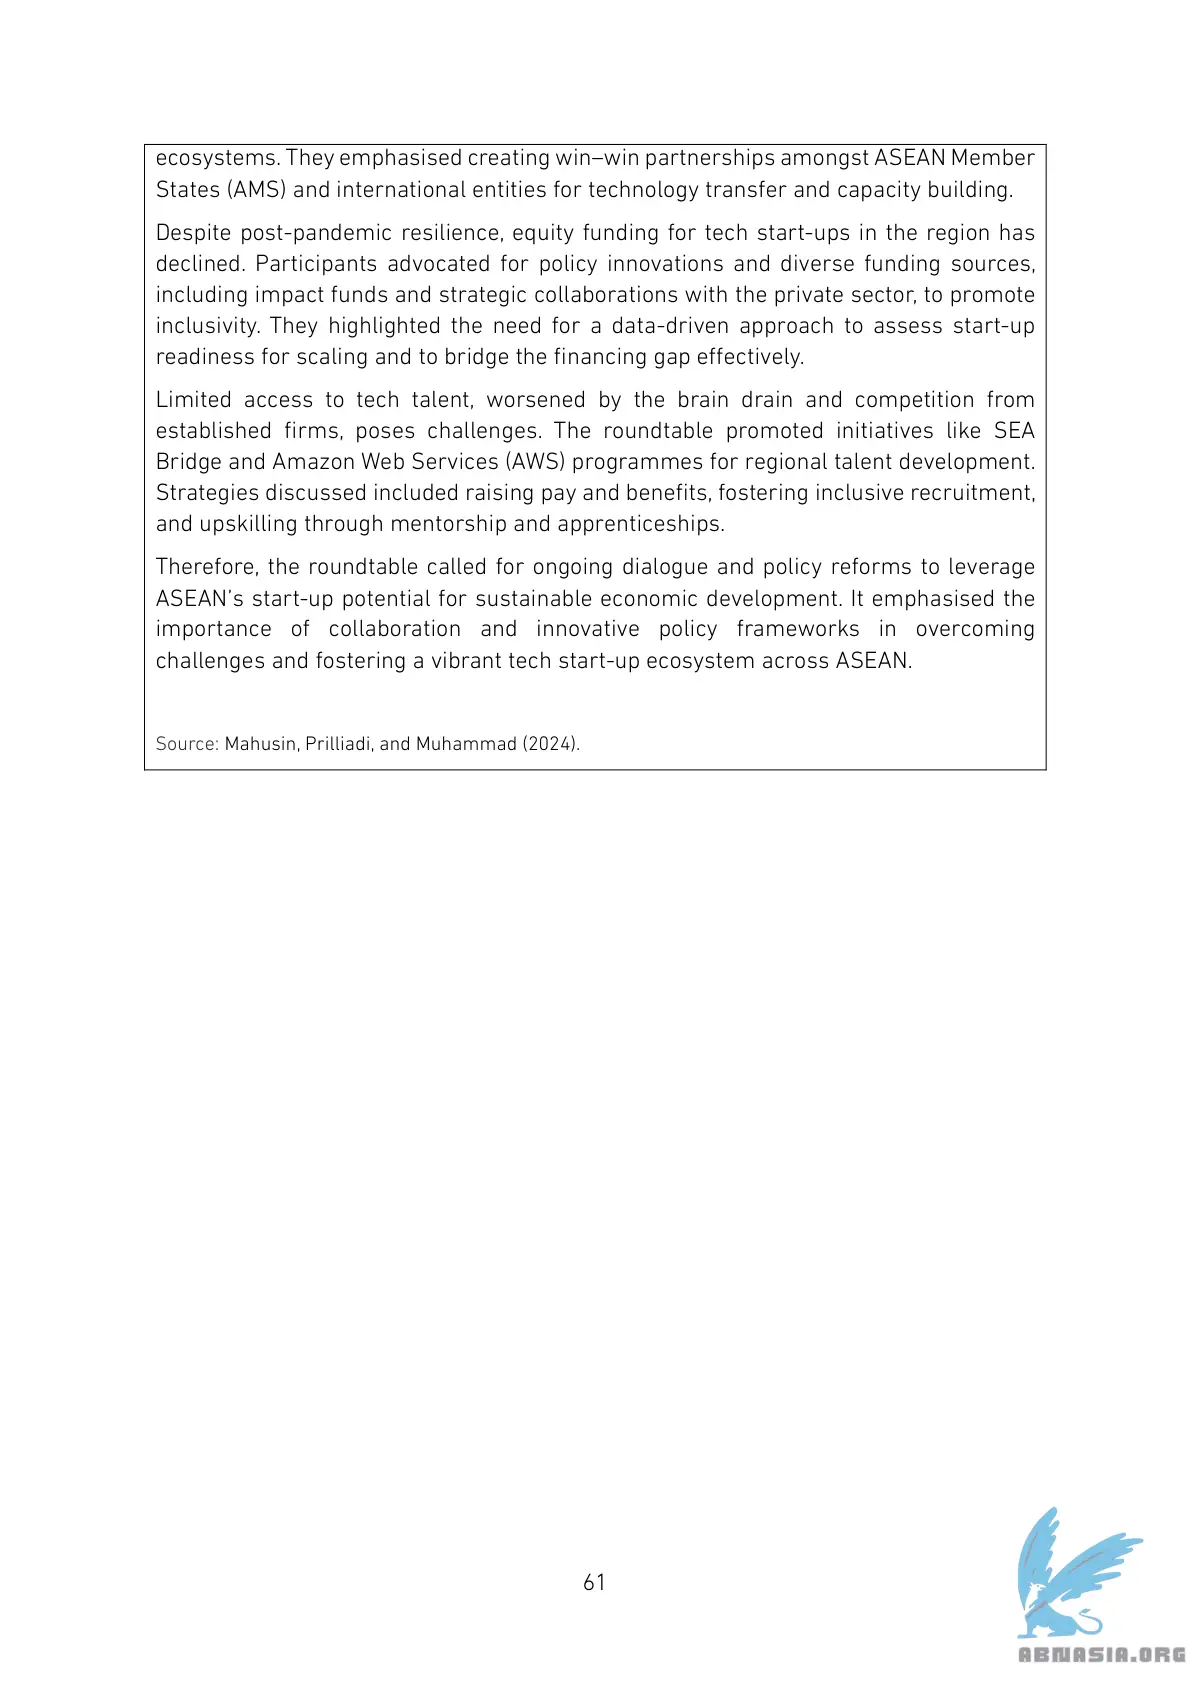 ecosystems. They emphasised creating win–win partnerships amongst ASEAN Member
States (AMS) and international entities for technology transfer and capacity building.
Despite post-pandemic resilience, equity funding for tech start-ups in the region has
declined. Participants advocated for policy innovations and diverse funding sources,
including impact funds and strategic collaborations with the private sector, to promote
inclusivity. They highlighted the need for a data-driven approach to assess start-up
readiness for scaling and to bridge the financing gap effectively.
Limited access to tech talent, worsened by the brain drain and competition from
established firms, poses challenges. The roundtable promoted initiatives like SEA
Bridge and Amazon Web Services (AWS) programmes for regional talent development.
Strategies discussed included raising pay and benefits, fostering inclusive recruitment,
and upskilling through mentorship and apprenticeships.
Therefore, the roundtable called for ongoing dialogue and policy reforms to leverage
ASEAN’s start-up potential for sustainable economic development. It emphasised the
importance of collaboration and innovative policy frameworks in overcoming
challenges and fostering a vibrant tech start-up ecosystem across ASEAN.
Source: Mahusin, Prilliadi, and Muhammad (2024).
61
ABNASIA.ORG